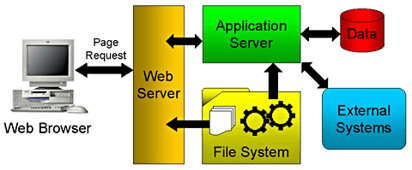 Page
Request
Web Browser
Web
Server
Application
Server
Data
File System
External
Systems